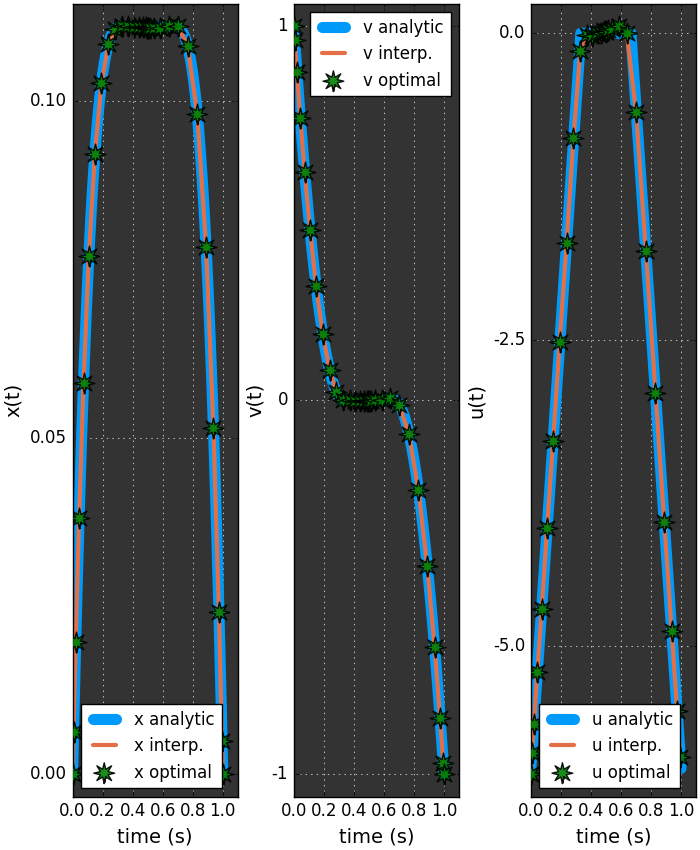 x(t)
0.10
0.05
0.00
x analytic
x interp.
x optimal
0.0 0.2 0.4 0.6 0.8 1.0
time (s)
v(t)
1
0
-1
v analytic
v interp.
v optimal
0.0 0.2 0.4 0.6 0.8 1.0
time (s)
u(t)
0.0
-2.5
-5.0
u analytic
u interp.
u optimal
0.0 0.2 0.4 0.6 0.8 1.0
time (s)